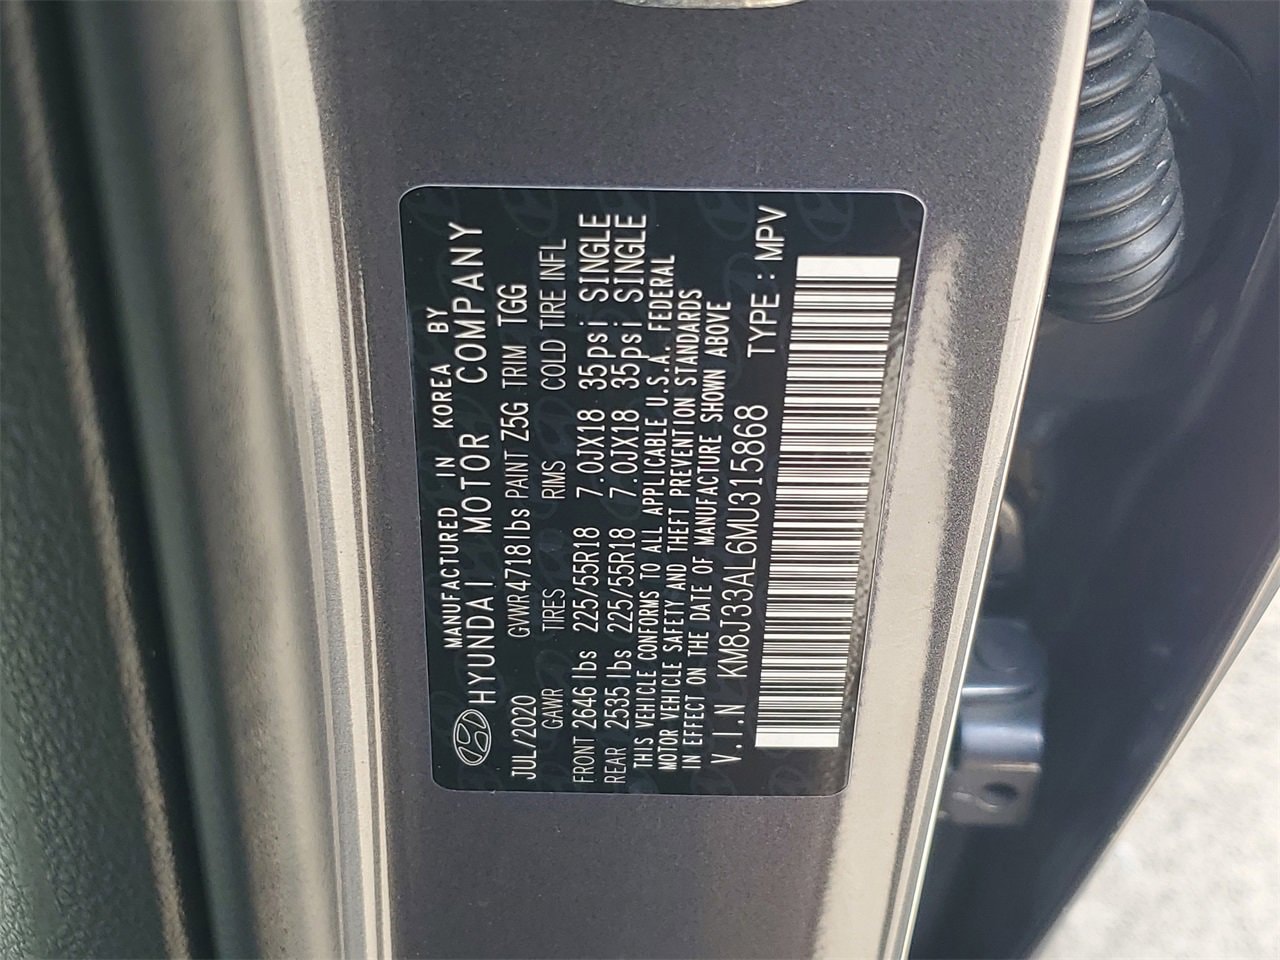 MANUFACTURED IN KOREA BY
HYUNDAI MOTOR COMPANY
JUL/2020 GVWR4718lbs PAINT Z5G TRIM TGG
GAWR TIRES RIMS COLD TIRE INFL
FRONT 2646lbs 225/55R18 7.0JX18 35psi SINGLE
REAR 2535lbs 225/55R18 7.0JX18 35psi SINGLE
THIS VEHICLE CONFORMS TO ALL APPLICABLE U.S.A. FEDERAL
MOTOR VEHICLE SAFETY AND THEFT PREVENTION STANDARDS
IN EFFECT ON THE DATE OF MANUFACTURE SHOWN ABOVE
V.I.N KM8J33AL6MU315868 TYPE : MPV